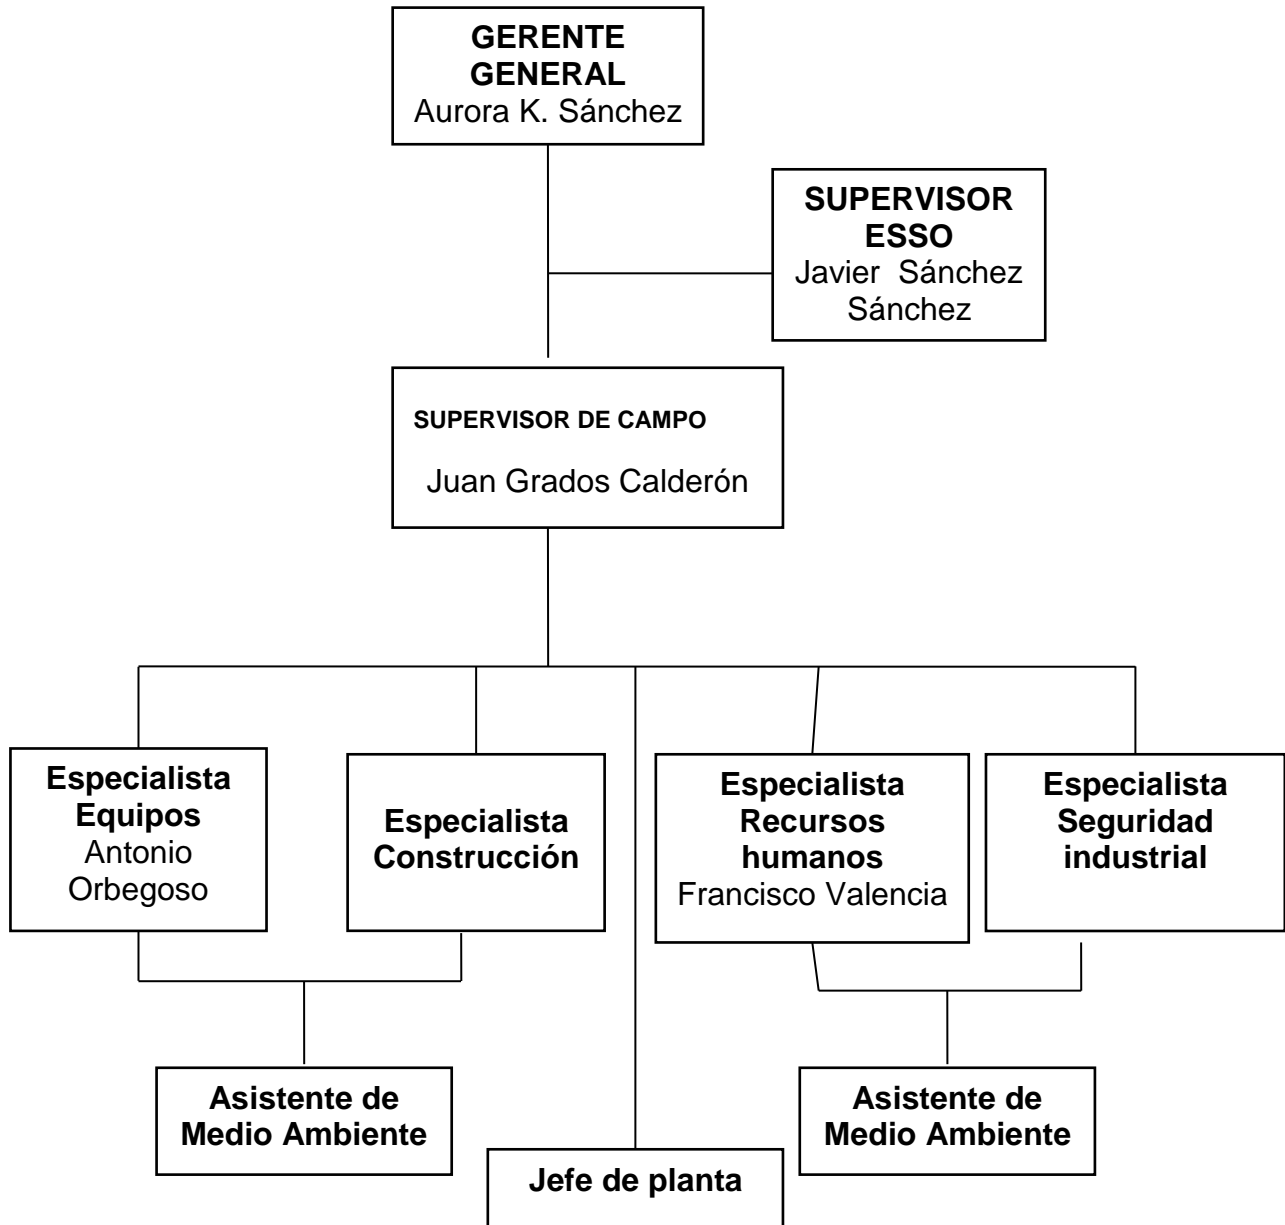 GERENTE
GENERAL
Aurora K. Sánchez
SUPERVISOR
ESSO
Javier  Sánchez
Sánchez
SUPERVISOR DE CAMPO
Juan Grados Calderón
Especialista
Equipos
Antonio
Orbegoso
Especialista
Construcción
Especialista
Recursos
humanos
Francisco Valencia
Especialista
Seguridad
industrial
Asistente de
Medio Ambiente
Asistente de
Medio Ambiente
Jefe de planta